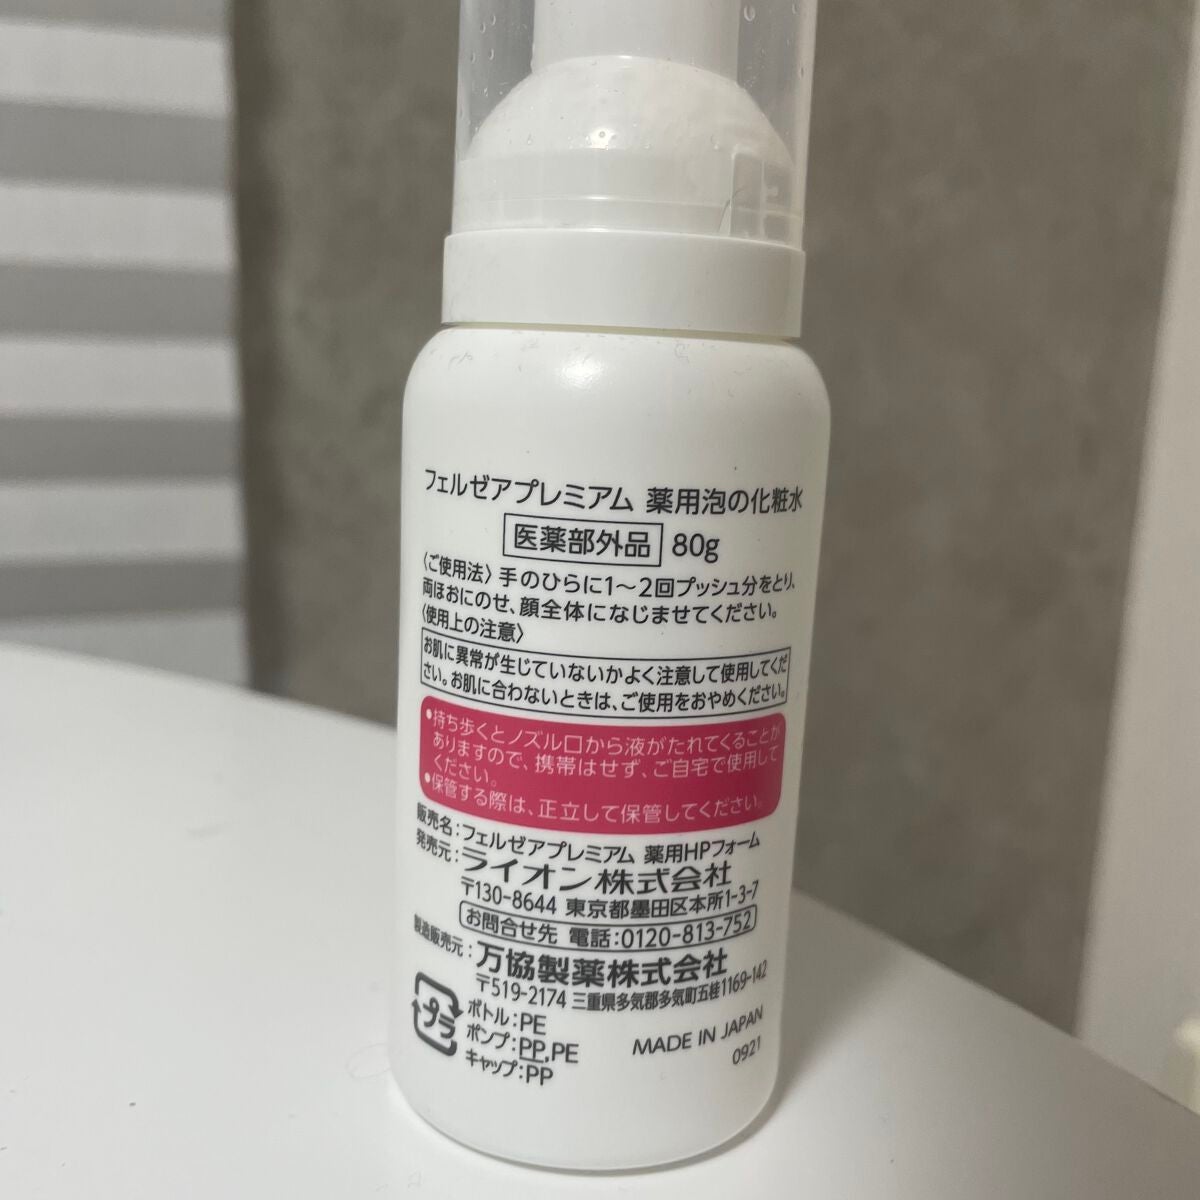 フェルゼアプレミアム 薬用泡の化粧水
医薬部外品 80g
〈ご使用法〉手のひらに1～2回プッシュ分をとり、
両ほおにのせ、顔全体になじませてください。
〈使用上の注意〉
お肌に異常が生じていないかよく注意して使用してくだ
さい。お肌に合わないときは、ご使用をおやめください。
●持ち歩くとノズル口から液がたれてくることが
ありますので、携帯はせず、ご自宅で使用して
ください。
●保管する際は、正立して保管してください。
販売名：フェルゼアプレミアム 薬用HPフォーム
発売元：ライオン株式会社
〒130-8644 東京都墨田区本所1-3-7
お問合せ先 電話：0120-813-752
製造販売元：万協製薬株式会社
〒519-2174 三重県多気郡多気町五桂1169-142
プラ
ボトル：PE
ポンプ：PP,PE
キャップ：PP
MADE IN JAPAN
0921